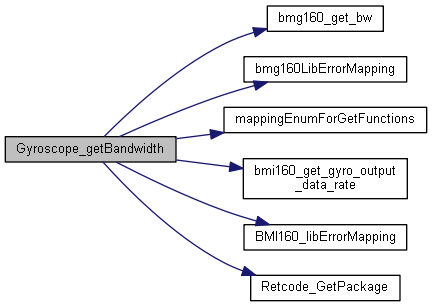 bmg160_get_bw
bmg160LibErrorMapping
mappingEnumForGetFunctions
Gyroscope_getBandwidth
bmi160_get_gyro_output
_data_rate
BMI160_libErrorMapping
Retcode_GetPackage